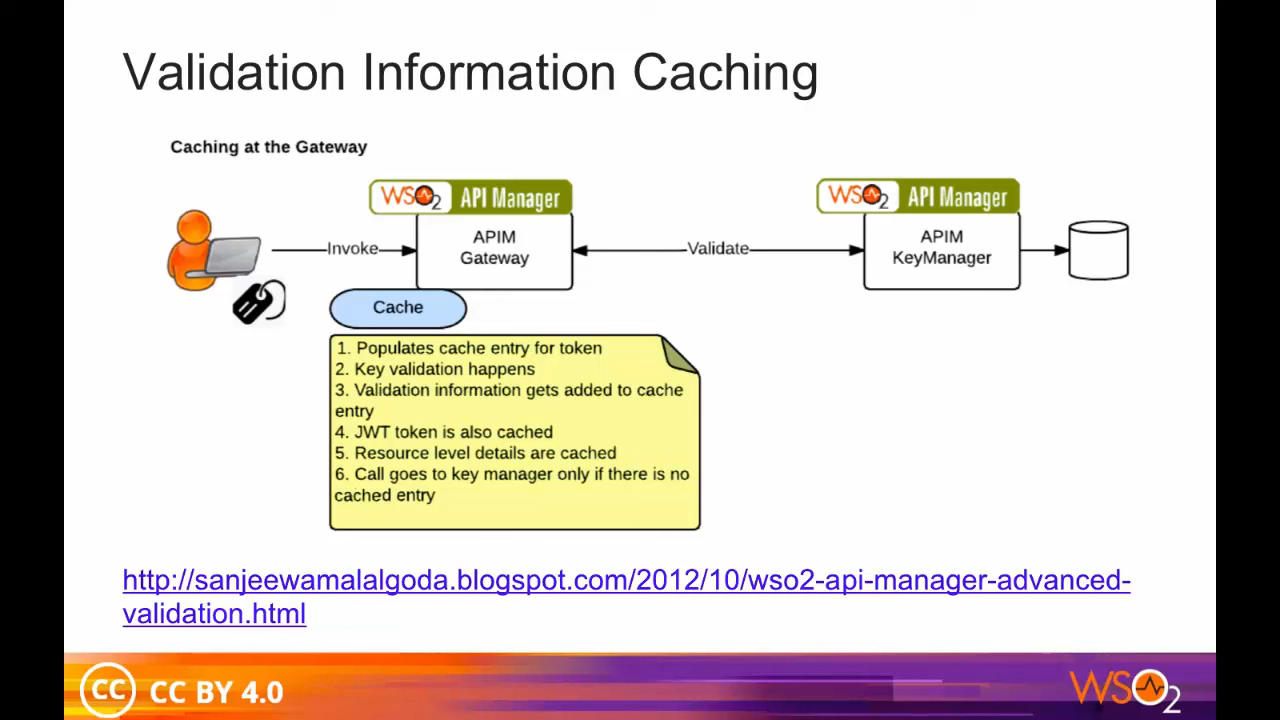 Validation Information Caching
Caching at the Gateway
WSO2 API Manager
WSO2 API Manager
Invoke
APIM
Gateway
Validate
APIM
KeyManager
Cache
1. Populates cache entry for token
2. Key validation happens
3. Validation information gets added to cache
entry
4. JWT token is also cached
5. Resource level details are cached
6. Call goes to key manager only if there is no
cached entry
http://sanjeewamalalgoda.blogspot.com/2012/10/wso2-api-manager-advanced-
validation.html
CC CC BY 4.0
WSO2